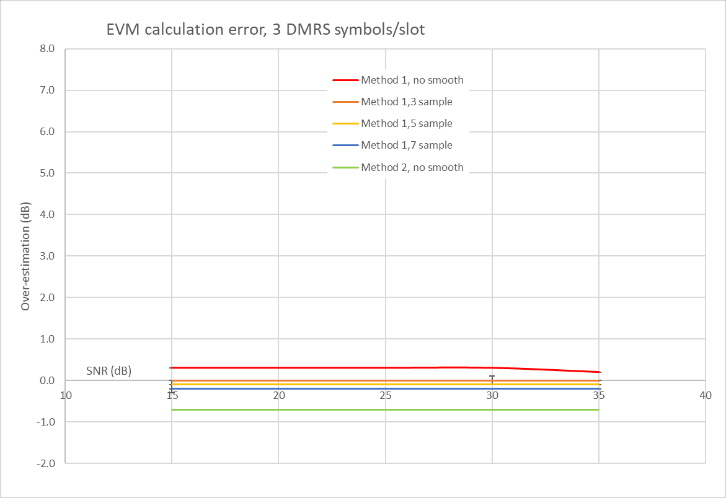 EVM calculation error, 3 DMRS symbols/slot
8.0
Method 1, no smooth
7.0
Method 1,3 sample
Method 1,5 sample
6.0
Method 1,7 sample
Method 2, no smooth
5.0
4.0
3.0
2.0
1.0
Over-estimation (dB)
SNR (dB)
0.0
10 15 20 25 30 35 40
-1.0
-2.0